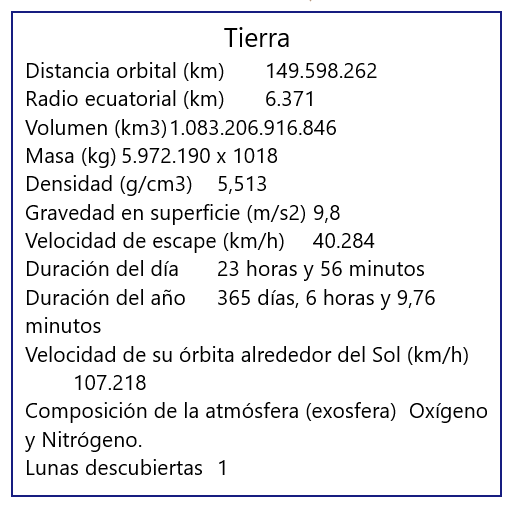 Tierra
Distancia orbital (km) 149.598.262
Radio ecuatorial (km) 6.371
Volumen (km3) 1.083.206.916.846
Masa (kg) 5.972.190 x 1018
Densidad (g/cm3) 5,513
Gravedad en superficie (m/s2) 9,8
Velocidad de escape (km/h) 40.284
Duración del día 23 horas y 56 minutos
Duración del año 365 días, 6 horas y 9,76
minutos
Velocidad de su órbita alrededor del Sol (km/h)
107.218
Composición de la atmósfera (exosfera) Oxígeno
y Nitrógeno.
Lunas descubiertas 1